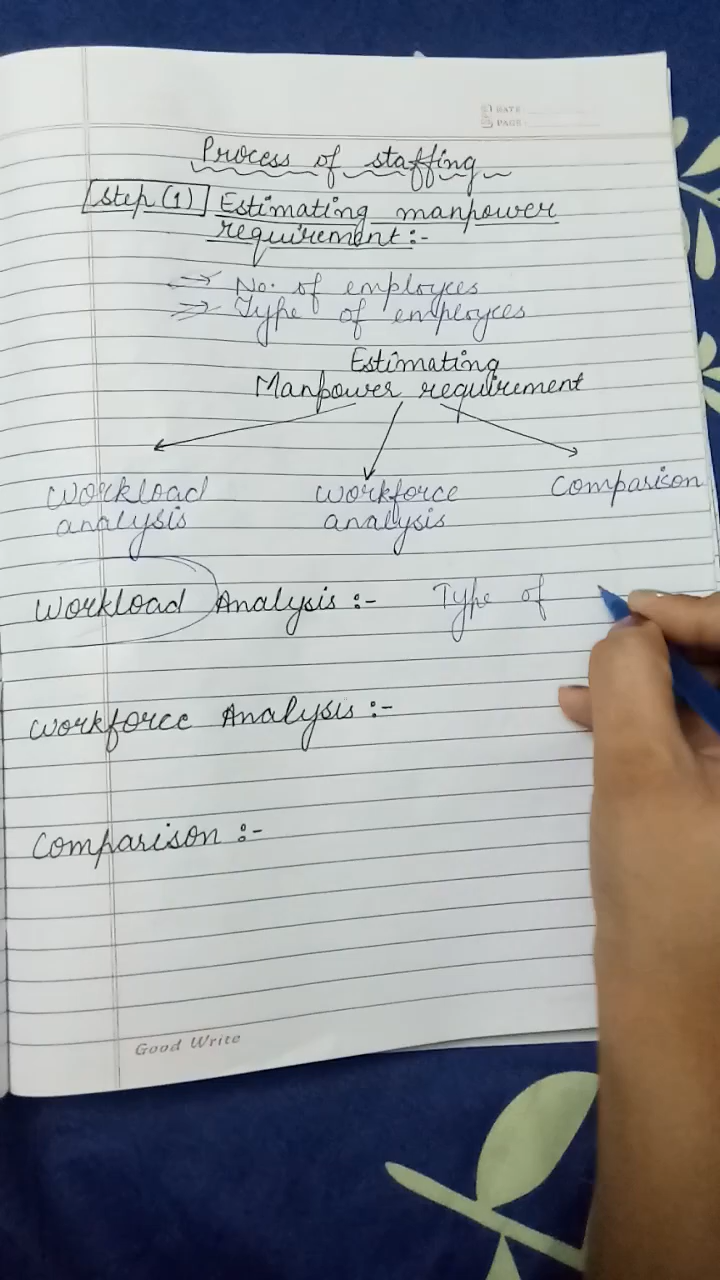 DATE
PAGE
Process of staffing
Step (1) Estimating manpower
requirement:-
→ No. of employees
⇒ Type of employees
Estimating
Manpower requirement
Workload
analysis
Workforce
analysis
Comparison
Workload Analysis :- Type of
Workforce Analysis :-
Comparison :-
Good Write